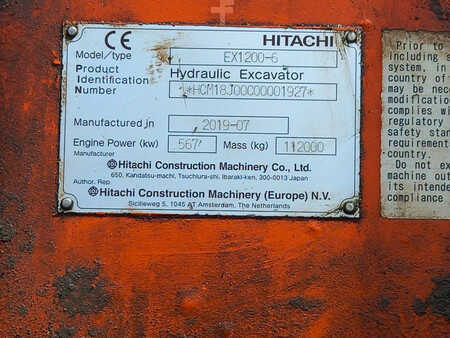 CE HITACHI
Model/type EX1200-6
Product Hydraulic Excavator
Identification
Number *HCM18J00C00001927*
Manufactured in 2019-07
Engine Power (kw) 567 Mass (kg) 112000
Manufacturer
Hitachi Construction Machinery Co., Ltd.
650, Kandatsu-machi, Tsuchiura-shi, Ibaraki-ken, 300-0013 Japan
Author. Rep.
Hitachi Construction Machinery (Europe) N.V.
Sicilieweg 5, 1045 AT Amsterdam, The Netherlands
Prior to
including s
system, in
country of
may be nec
modificatio
complies wi
regulatory
safety stan
requirement
country.
Do not ex
machine out
its intende
compliance